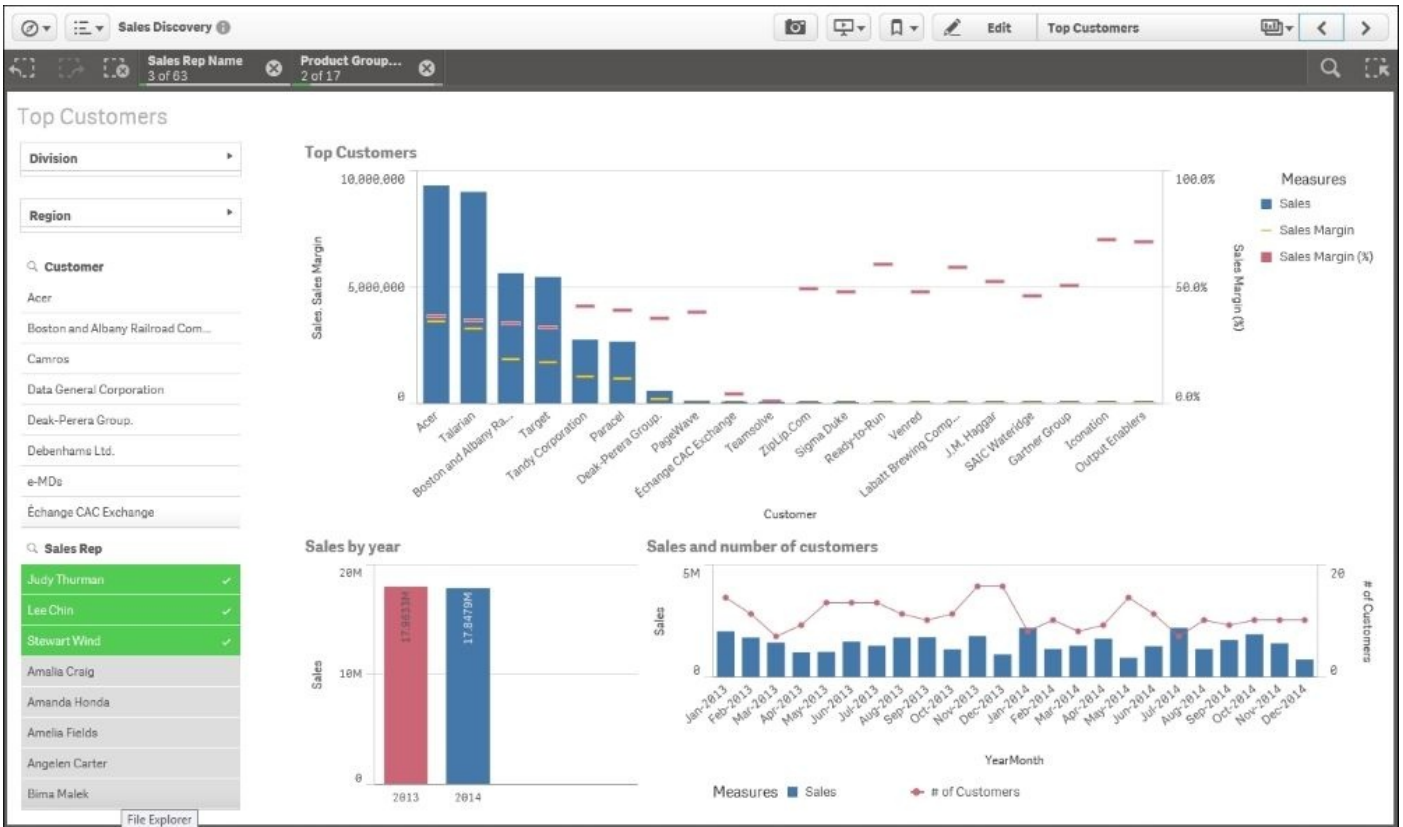 Sales Discovery
Edit
Top Customers
Sales Rep Name
3 of 63
Product Group...
2 of 17
Top Customers
Division
Region
Customer
Acer
Boston and Albany Railroad Com...
Camros
Data General Corporation
Deak-Perera Group.
Debenhams Ltd.
e-MDs
Échange CAC Exchange
Sales Rep
Judy Thurman
Lee Chin
Stewart Wind
Amalia Craig
Amanda Honda
Amelia Fields
Angelen Carter
Bima Malek
File Explorer
Top Customers
10,000,000
5,000,000
0
Sales, Sales Margin
100.0%
50.0%
0.0%
Sales Margin (%)
Acer
Talarian
Boston and Albany Ra...
Target
Tandy Corporation
Paracel
Deak-Perera Group.
PageWave
Échange CAC Exchange
Teamsolve
ZipLip.Com
Sigma Duke
Ready-to-Run
Venred
Labatt Brewing Comp...
J.M. Haggar
SAIC Wateridge
Gartner Group
Iconation
Output Enablers
Customer
Measures
Sales
Sales Margin
Sales Margin (%)
Sales by year
20M
10M
0
Sales
17.9633M
17.8479M
2013
2014
Sales and number of customers
5M
0
Sales
20
0
# of Customers
Jan-2013
Feb-2013
Mar-2013
Apr-2013
May-2013
Jun-2013
Jul-2013
Aug-2013
Sep-2013
Oct-2013
Nov-2013
Dec-2013
Jan-2014
Feb-2014
Mar-2014
Apr-2014
May-2014
Jun-2014
Jul-2014
Aug-2014
Sep-2014
Oct-2014
Nov-2014
Dec-2014
YearMonth
Measures
Sales
# of Customers